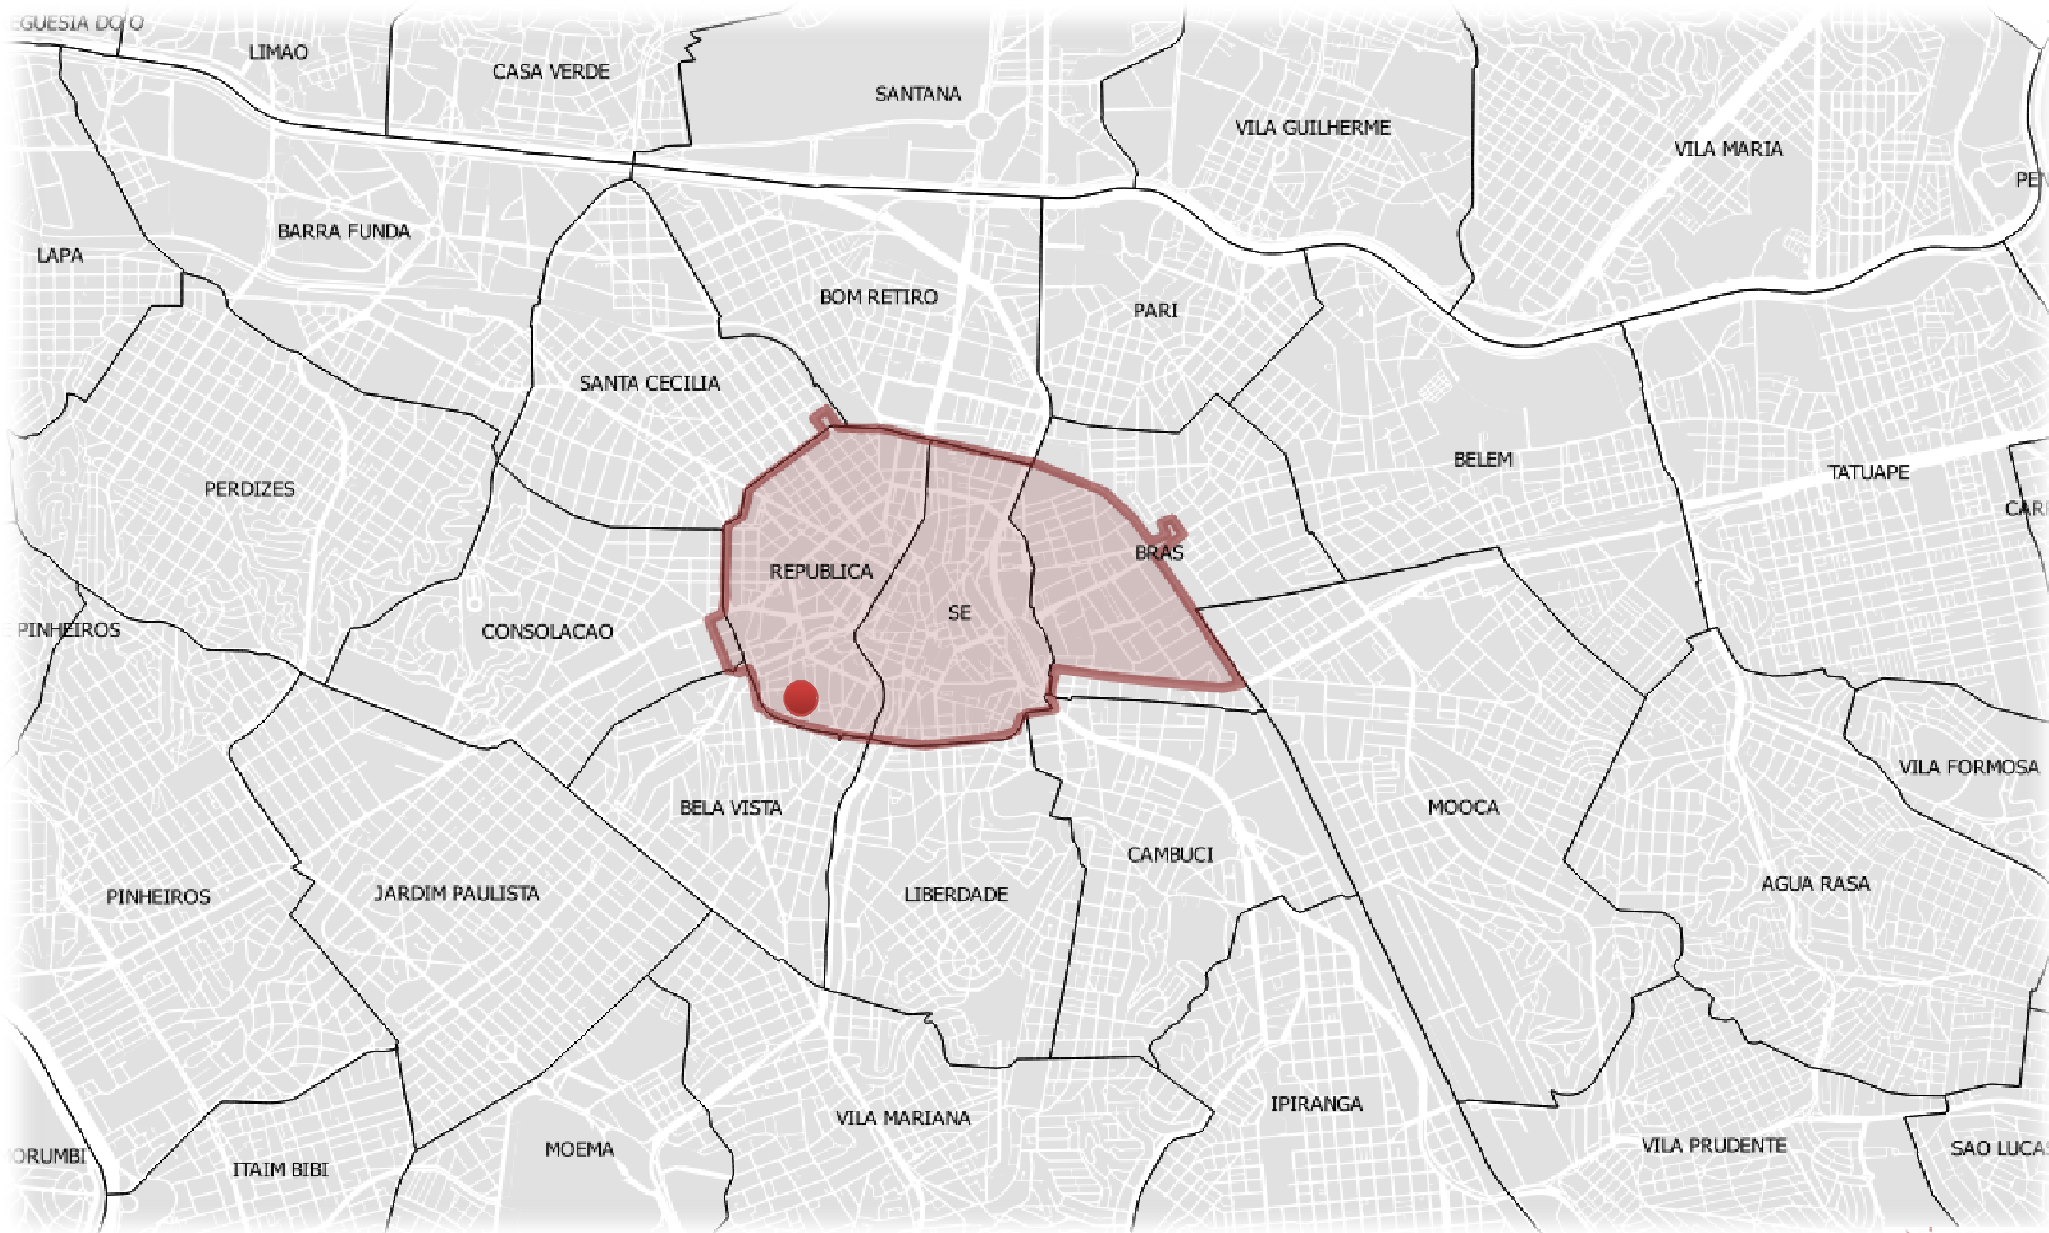 EGUESIA DO O
LIMAO
CASA VERDE
SANTANA
VILA GUILHERME
VILA MARIA
PEN
BARRA FUNDA
LAPA
BOM RETIRO
PARI
SANTA CECILIA
BELEM
TATUAPE
PERDIZES
CAR
BRAS
REPUBLICA
SE
PINHEIROS
CONSOLACAO
VILA FORMOSA
BELA VISTA
MOOCA
CAMBUCI
AGUA RASA
PINHEIROS
JARDIM PAULISTA
LIBERDADE
IPIRANGA
VILA MARIANA
VILA PRUDENTE
MOEMA
SAO LUCAS
ORUMBI
ITAIM BIBI